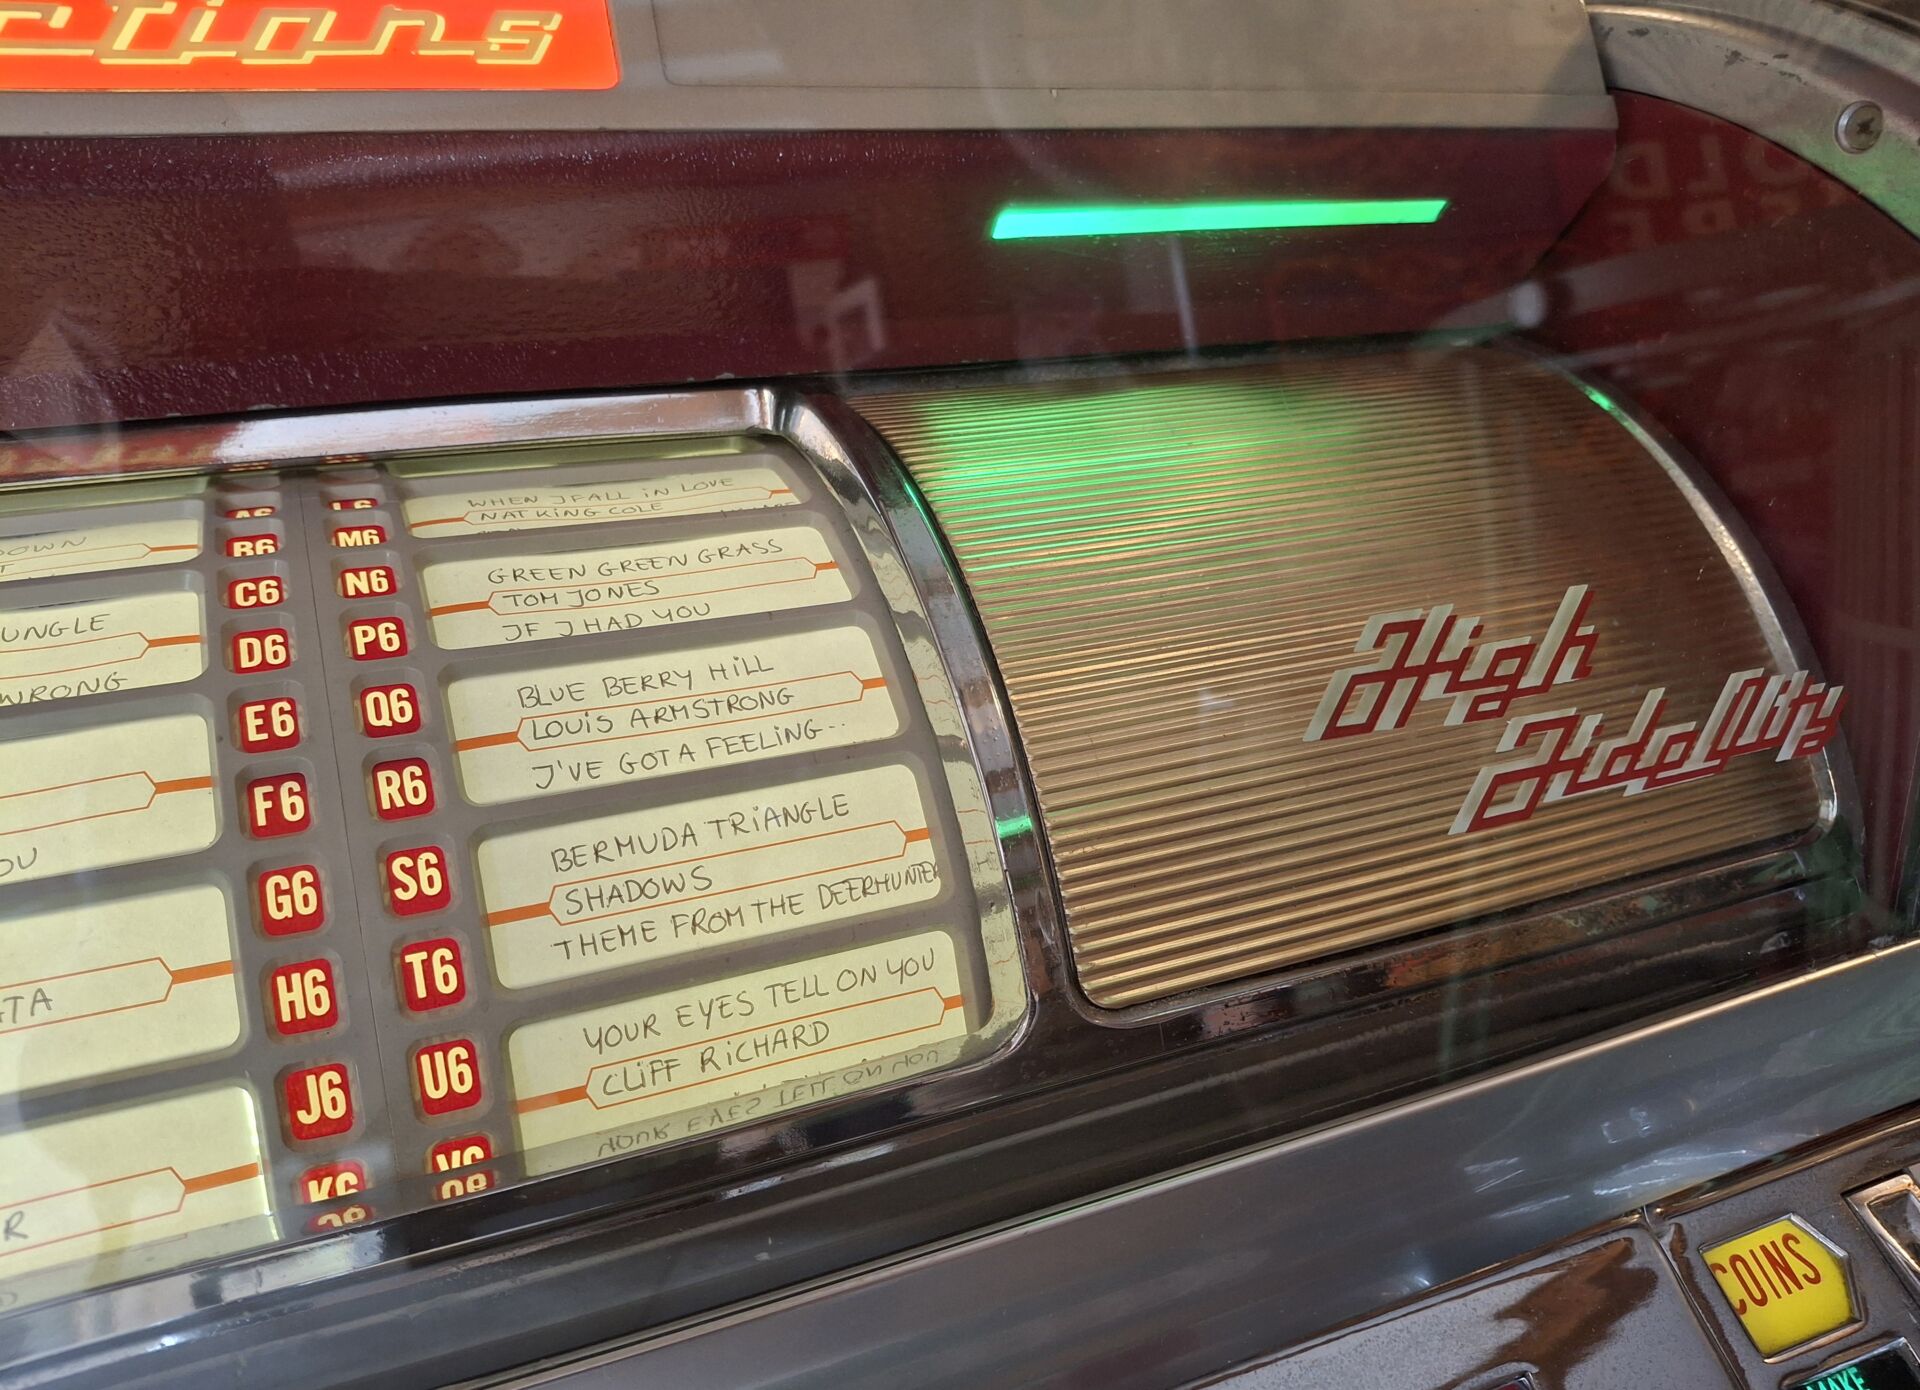 High
Fidelity
B6
C6
D6
E6
F6
G6
H6
J6
K6
M6
N6
P6
Q6
R6
S6
T6
U6
V6
UNGLE
WRONG
WHEN I FALL IN LOVE
NAT KING COLE
GREEN GREEN GRASS
TOM JONES
IF I HAD YOU
BLUE BERRY HILL
LOUIS ARMSTRONG
I'VE GOT A FEELING..
BERMUDA TRIANGLE
SHADOWS
THEME FROM THE DEERHUNTER
YOUR EYES TELL ON YOU
CLIFF RICHARD
COINS
MAKE